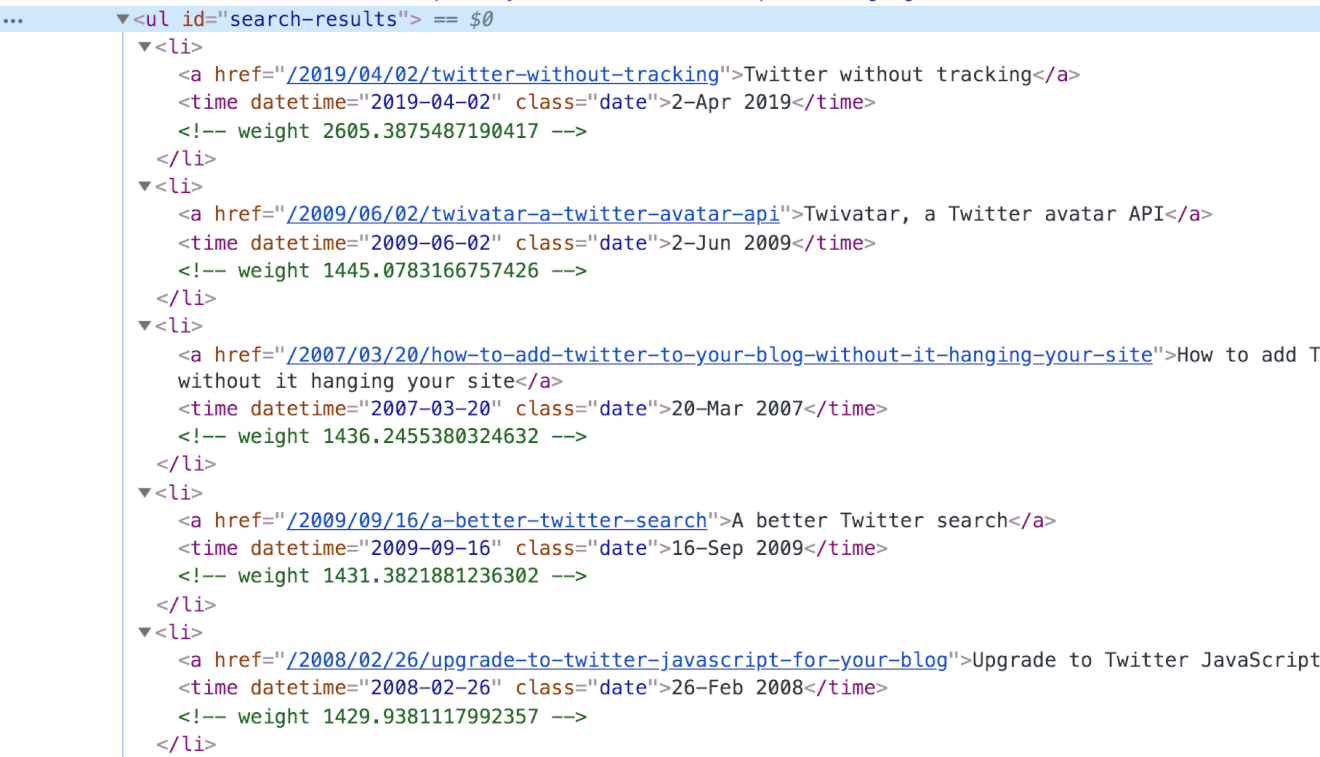 ▼<ul id="search-results"> == $0
▼<li>
<a href="/2019/04/02/twitter-without-tracking">Twitter without tracking</a>
<time datetime="2019-04-02" class="date">2-Apr 2019</time>
<!-- weight 2605.3875487190417 -->
</li>
▼<li>
<a href="/2009/06/02/twivatar-a-twitter-avatar-api">Twivatar, a Twitter avatar API</a>
<time datetime="2009-06-02" class="date">2-Jun 2009</time>
<!-- weight 1445.0783166757426 -->
</li>
▼<li>
<a href="/2007/03/20/how-to-add-twitter-to-your-blog-without-it-hanging-your-site">How to add T
without it hanging your site</a>
<time datetime="2007-03-20" class="date">20-Mar 2007</time>
<!-- weight 1436.2455380324632 -->
</li>
▼<li>
<a href="/2009/09/16/a-better-twitter-search">A better Twitter search</a>
<time datetime="2009-09-16" class="date">16-Sep 2009</time>
<!-- weight 1431.3821881236302 -->
</li>
▼<li>
<a href="/2008/02/26/upgrade-to-twitter-javascript-for-your-blog">Upgrade to Twitter JavaScript
<time datetime="2008-02-26" class="date">26-Feb 2008</time>
<!-- weight 1429.9381117992357 -->
</li>